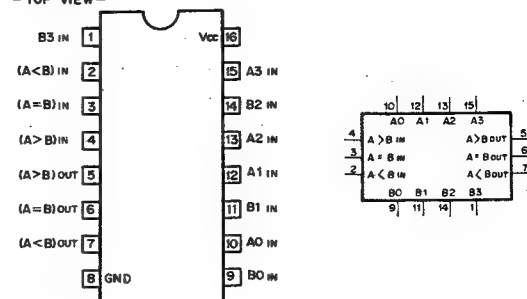 - TOP VIEW -
B3 IN 1
Vcc 16
(A<B) IN 2
15 A3 IN
(A=B) IN 3
14 B2 IN
(A>B) IN 4
13 A2 IN
(A>B) OUT 5
12 A1 IN
(A=B) OUT 6
11 B1 IN
(A<B) OUT 7
10 A0 IN
8 GND
9 B0 IN
10 12 13 15
A0 A1 A2 A3
4 A>B IN A>B OUT 5
3 A=B IN A=B OUT 6
2 A<B IN A<B OUT 7
B0 B1 B2 B3
9 11 14 1